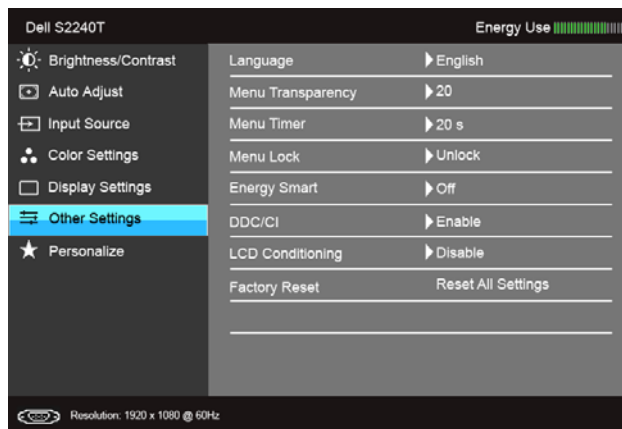 Dell S2240T
Energy Use
Brightness/Contrast
Auto Adjust
Input Source
Color Settings
Display Settings
Other Settings
Personalize
Language English
Menu Transparency 20
Menu Timer 20 s
Menu Lock Unlock
Energy Smart Off
DDC/CI Enable
LCD Conditioning Disable
Factory Reset Reset All Settings
Resolution: 1920 x 1080 @ 60Hz